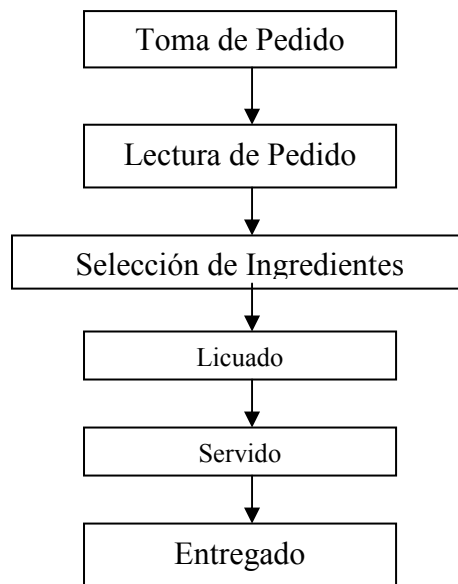 Toma de Pedido
Lectura de Pedido
Selección de Ingredientes
Licuado
Servido
Entregado